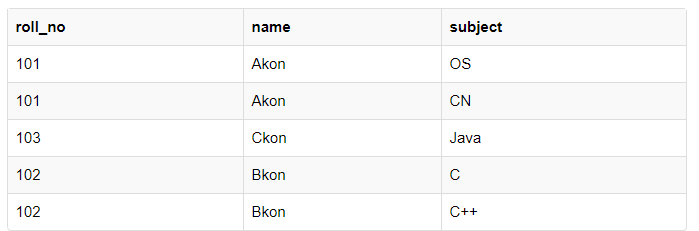 roll_no name subject
101 Akon OS
101 Akon CN
103 Ckon Java
102 Bkon C
102 Bkon C++